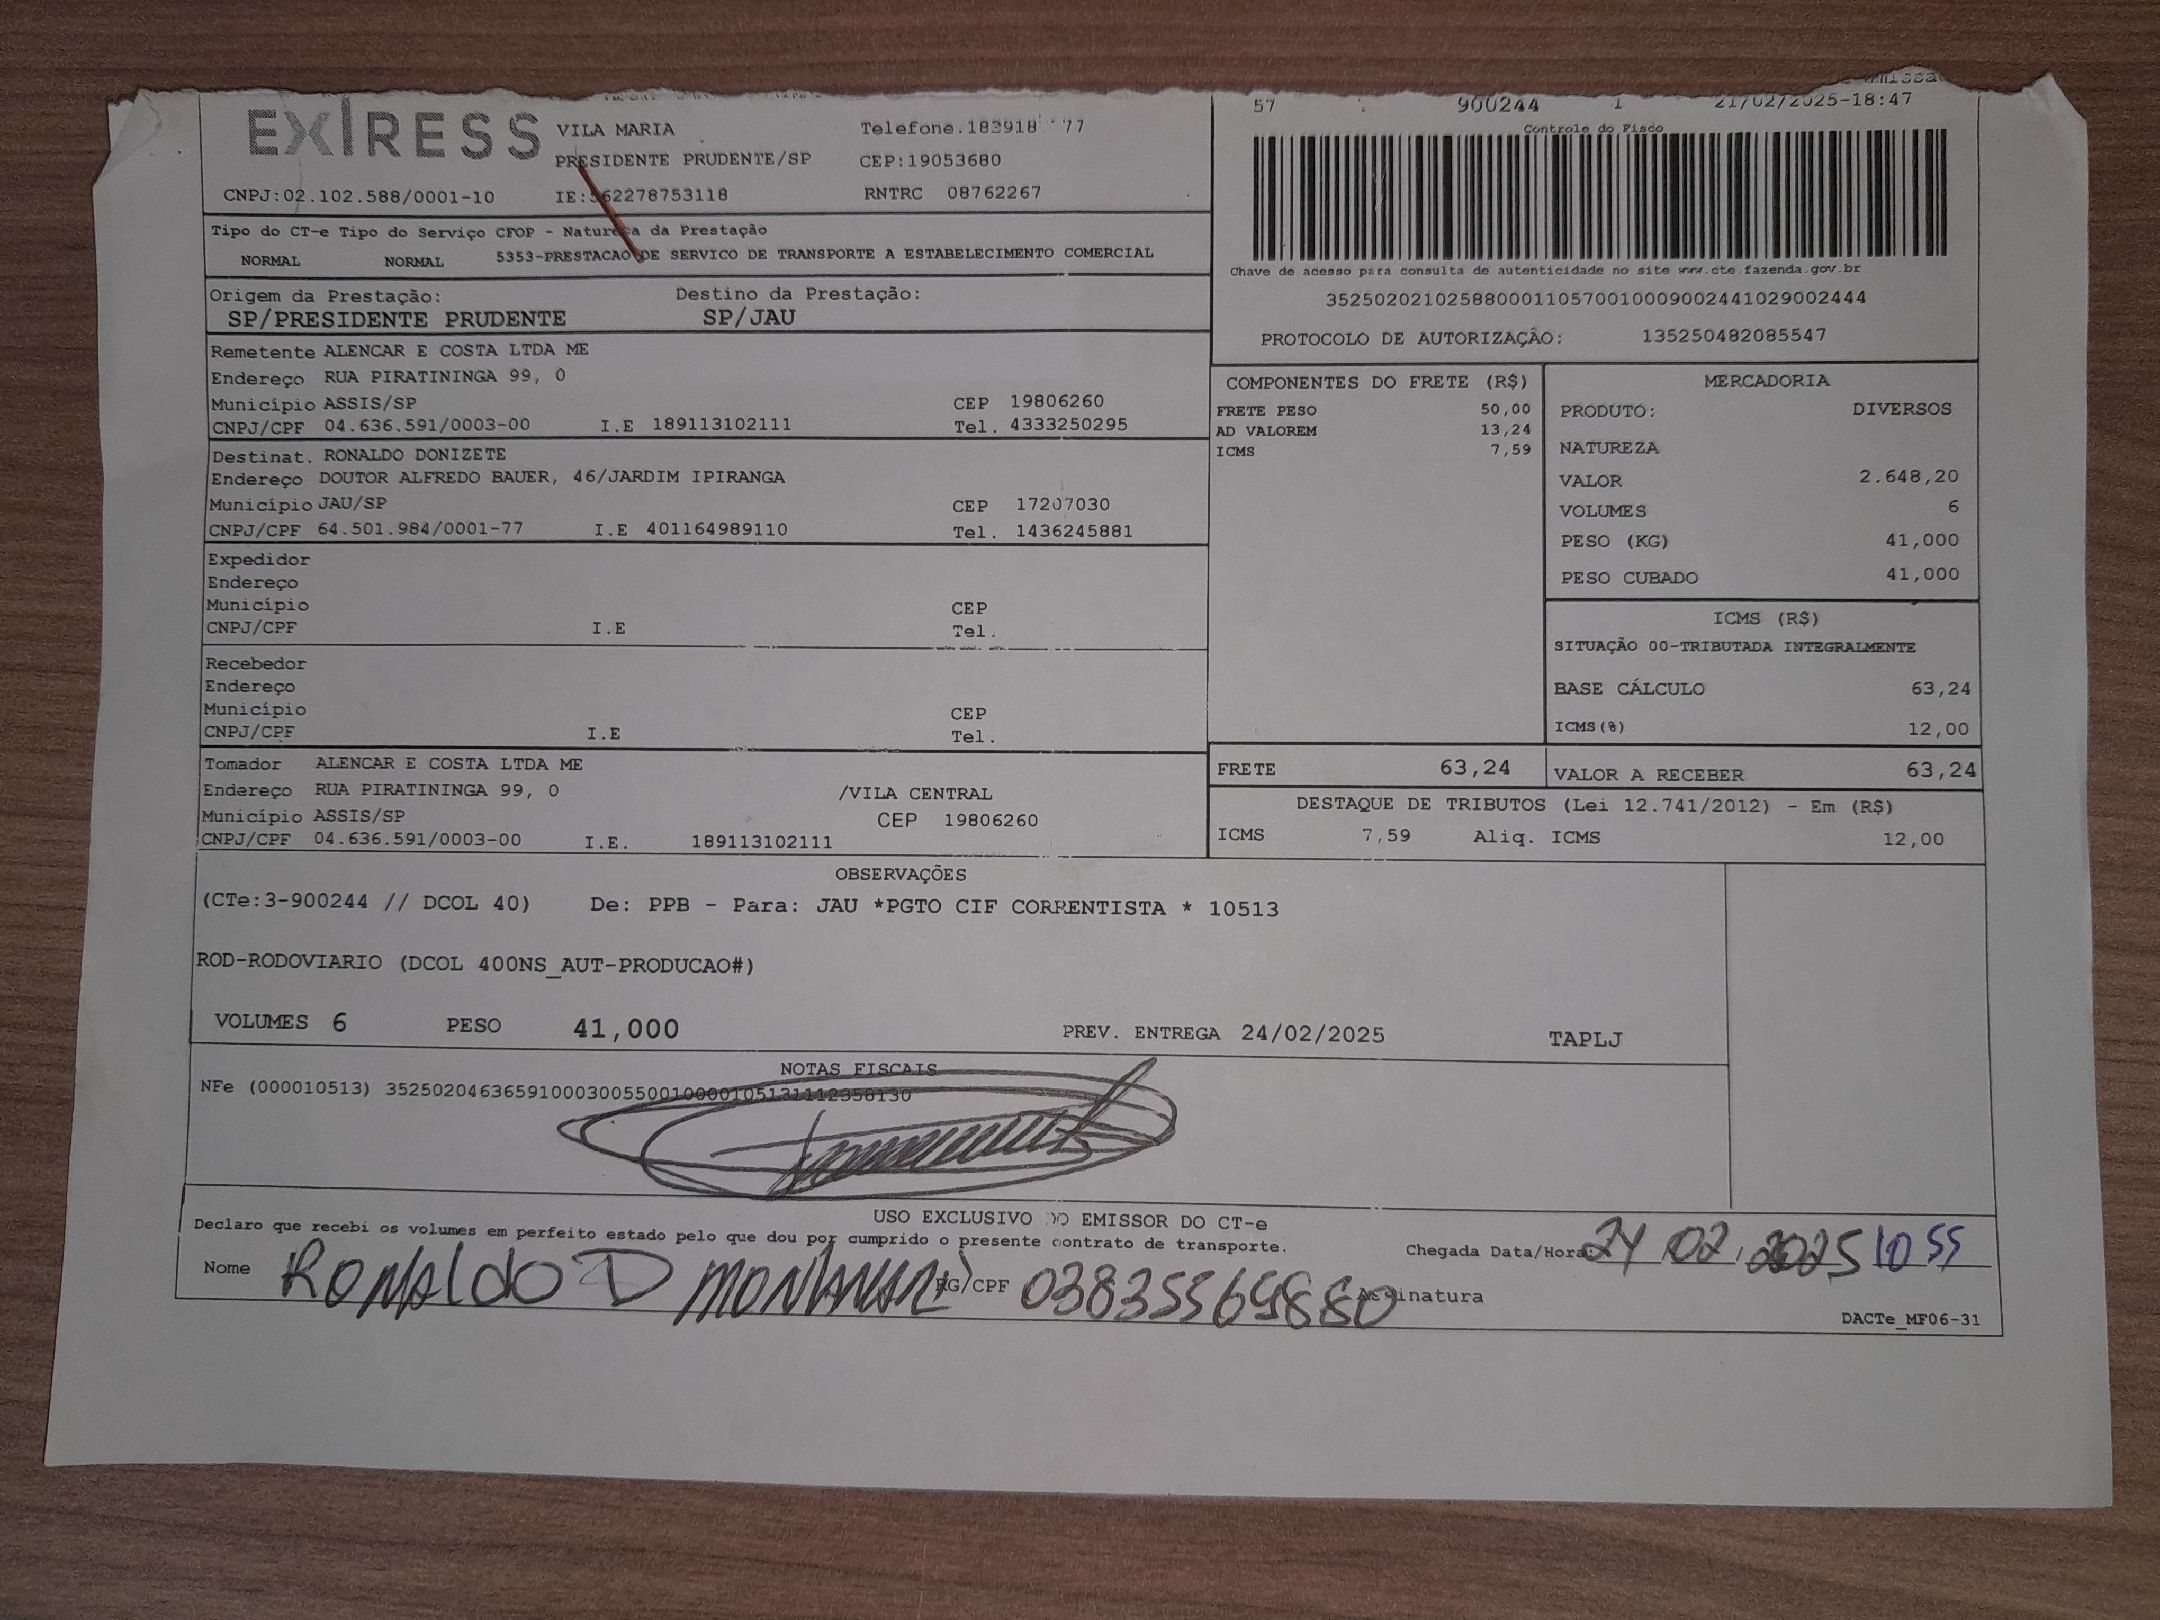 57 900244 1 21/02/2025-18:47
EXIRESS VILA MARIA Telefone.183918 77
Controle do Fisco
PRESIDENTE PRUDENTE/SP CEP:19053680
CNPJ:02.102.588/0001-10 IE:562278753118 RNTRC 08762267
Tipo do CT-e Tipo do Serviço CFOP - Natureza da Prestação
NORMAL NORMAL 5353-PRESTACAO DE SERVICO DE TRANSPORTE A ESTABELECIMENTO COMERCIAL
Chave de acesso para consulta de autenticidade no site www.cte.fazenda.gov.br
35250202102588000110570010009002441029002444
PROTOCOLO DE AUTORIZAÇÃO: 135250482085547
Origem da Prestação: Destino da Prestação:
SP/PRESIDENTE PRUDENTE SP/JAU
Remetente ALENCAR E COSTA LTDA ME
Endereço RUA PIRATININGA 99, 0
Município ASSIS/SP CEP 19806260
CNPJ/CPF 04.636.591/0003-00 I.E 189113102111 Tel. 4333250295
Destinat. RONALDO DONIZETE
Endereço DOUTOR ALFREDO BAUER, 46/JARDIM IPIRANGA
Município JAU/SP CEP 17207030
CNPJ/CPF 64.501.984/0001-77 I.E 401164989110 Tel. 1436245881
Expedidor
Endereço
Município CEP
CNPJ/CPF I.E Tel.
Recebedor
Endereço
Município CEP
CNPJ/CPF I.E Tel.
Tomador ALENCAR E COSTA LTDA ME
Endereço RUA PIRATININGA 99, 0 /VILA CENTRAL
Município ASSIS/SP CEP 19806260
CNPJ/CPF 04.636.591/0003-00 I.E. 189113102111
COMPONENTES DO FRETE (R$)
FRETE PESO 50,00
AD VALOREM 13,24
ICMS 7,59
MERCADORIA
PRODUTO: DIVERSOS
NATUREZA
VALOR 2.648,20
VOLUMES 6
PESO (KG) 41,000
PESO CUBADO 41,000
ICMS (R$)
SITUAÇÃO 00-TRIBUTADA INTEGRALMENTE
BASE CÁLCULO 63,24
ICMS(%) 12,00
FRETE 63,24 VALOR A RECEBER 63,24
DESTAQUE DE TRIBUTOS (Lei 12.741/2012) - Em (R$)
ICMS 7,59 Aliq. ICMS 12,00
OBSERVAÇÕES
(CTe:3-900244 // DCOL 40) De: PPB - Para: JAU *PGTO CIF CORRENTISTA * 10513
ROD-RODOVIARIO (DCOL 400NS_AUT-PRODUCAO#)
VOLUMES 6 PESO 41,000 PREV. ENTREGA 24/02/2025 TAPLJ
NOTAS FISCAIS
NFe (000010513) 35250204636591000300550010000105131112358130
USO EXCLUSIVO DO EMISSOR DO CT-e
Declaro que recebi os volumes em perfeito estado pelo que dou por cumprido o presente contrato de transporte.
Chegada Data/Hora: 24 02 2025 10 55
Nome Ronaldo D RG/CPF 03835569880 Assinatura
DACTe_MF06-31